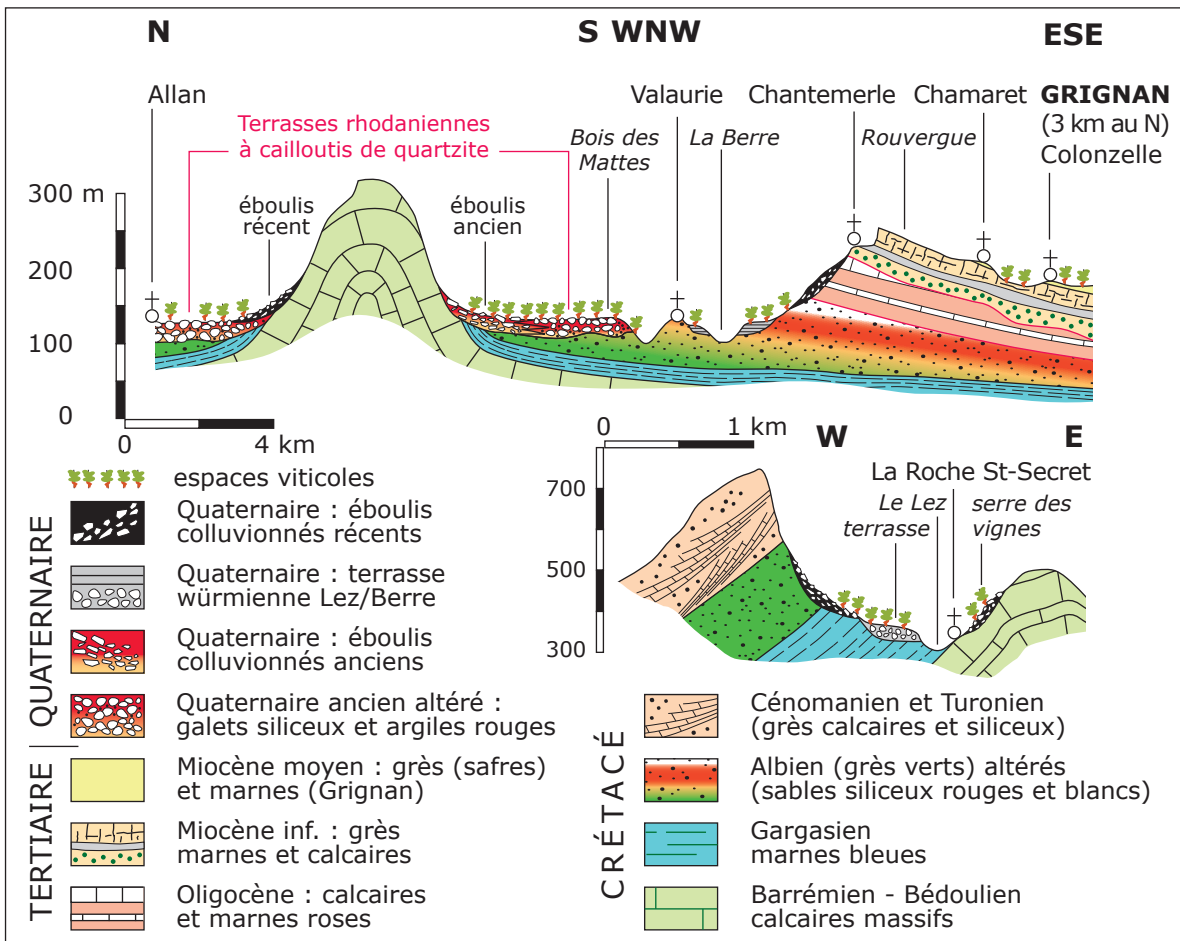 N
S WNW
ESE
Allan
Valaurie
Chantemerle
Chamaret
GRIGNAN
(3 km au N)
Colonzelle
Terrasses rhodaniennes
à cailloutis de quartzite
Bois des
Mattes
La Berre
Rouvergue
éboulis
récent
éboulis
ancien
300 m
200
100
0
0
4 km
0
1 km
W
E
La Roche St-Secret
Le Lez
terrasse
serre des
vignes
700
500
300
espaces viticoles
QUATERNAIRE
Quaternaire : éboulis
colluvionnés récents
Quaternaire : terrasse
würmienne Lez/Berre
Quaternaire : éboulis
colluvionnés anciens
Quaternaire ancien altéré :
galets siliceux et argiles rouges
TERTIAIRE
Miocène moyen : grès (safres)
et marnes (Grignan)
Miocène inf. : grès
marnes et calcaires
Oligocène : calcaires
et marnes roses
CRÉTACÉ
Cénomanien et Turonien
(grès calcaires et siliceux)
Albien (grès verts) altérés
(sables siliceux rouges et blancs)
Gargasien
marnes bleues
Barrémien - Bédoulien
calcaires massifs